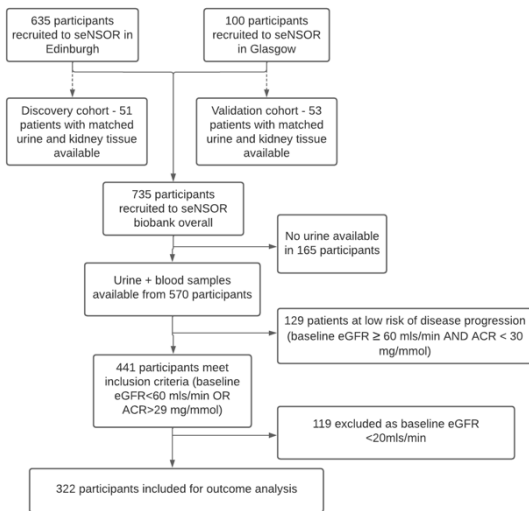 635 participants
recruited to seNSOR in
Edinburgh
100 participants
recruited to seNSOR
in Glasgow
Discovery cohort - 51
patients with matched
urine and kidney tissue
available
Validation cohort - 53
patients with matched
urine and kidney tissue
available
735 participants
recruited to seNSOR
biobank overall
No urine available
in 165 participants
Urine + blood samples
available from 570 participants
129 patients at low risk of disease progression
(baseline eGFR ≥ 60 mls/min AND ACR < 30
mg/mmol)
441 participants meet
inclusion criteria (baseline
eGFR<60 mls/min OR
ACR>29 mg/mmol)
119 excluded as baseline eGFR
<20mls/min
322 participants included for outcome analysis